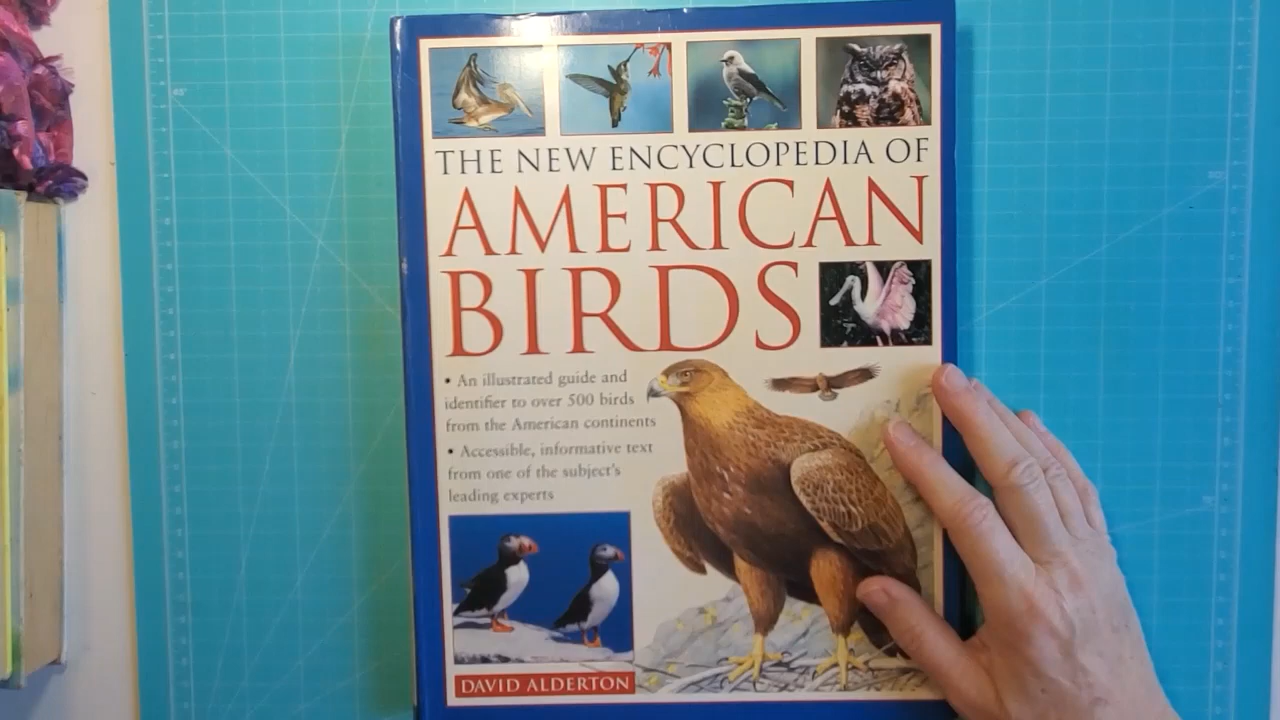 THE NEW ENCYCLOPEDIA OF
AMERICAN
BIRDS
• An illustrated guide and
identifier to over 500 birds
from the American continents
• Accessible, informative text
from one of the subject's
leading experts
DAVID ALDERTON